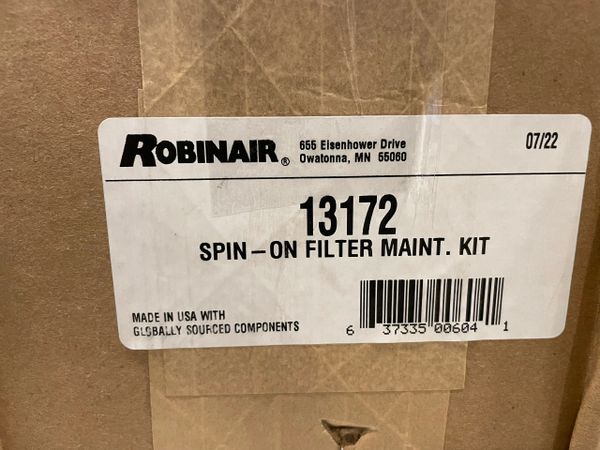 ROBINAIR®
655 Eisenhower Drive
Owatonna, MN 55060
07/22
13172
SPIN-ON FILTER MAINT. KIT
MADE IN USA WITH
GLOBALLY SOURCED COMPONENTS
6 37335 00604 1